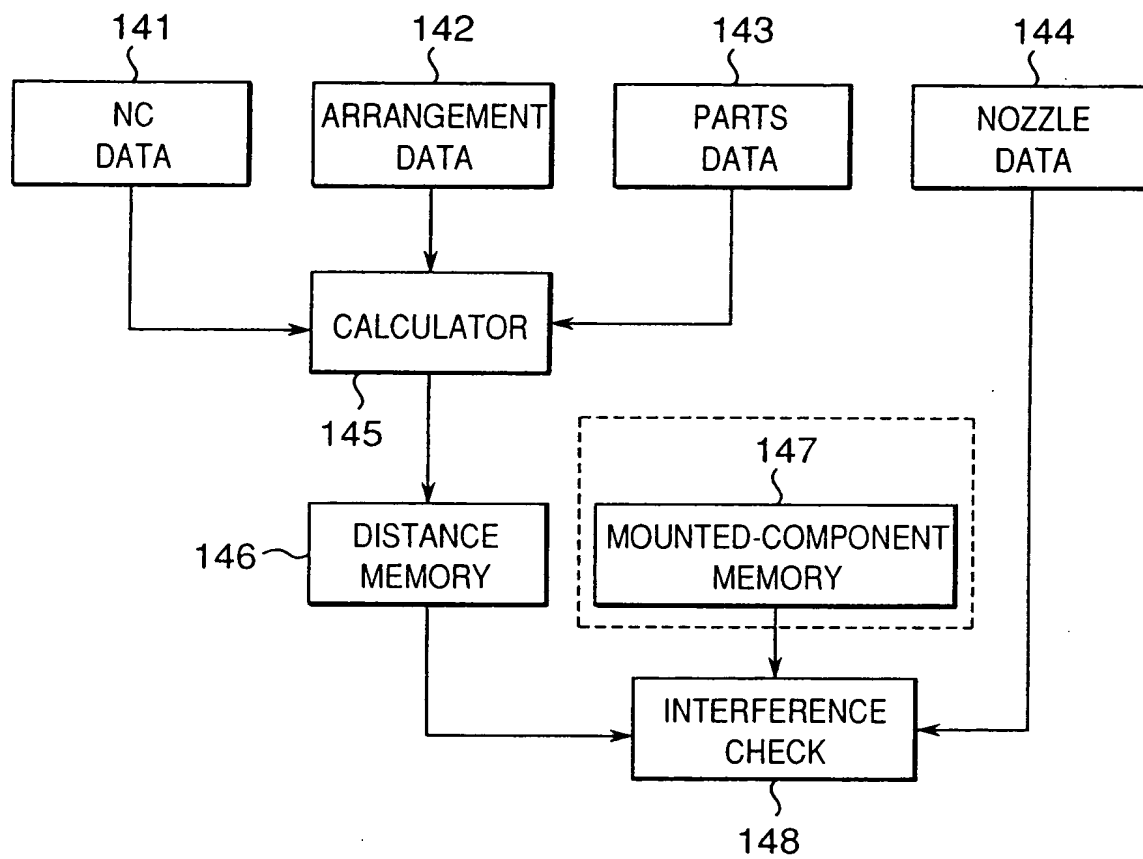 141
142
143
144
NC
DATA
ARRANGEMENT
DATA
PARTS
DATA
NOZZLE
DATA
CALCULATOR
145
147
146
DISTANCE
MEMORY
MOUNTED-COMPONENT
MEMORY
INTERFERENCE
CHECK
148